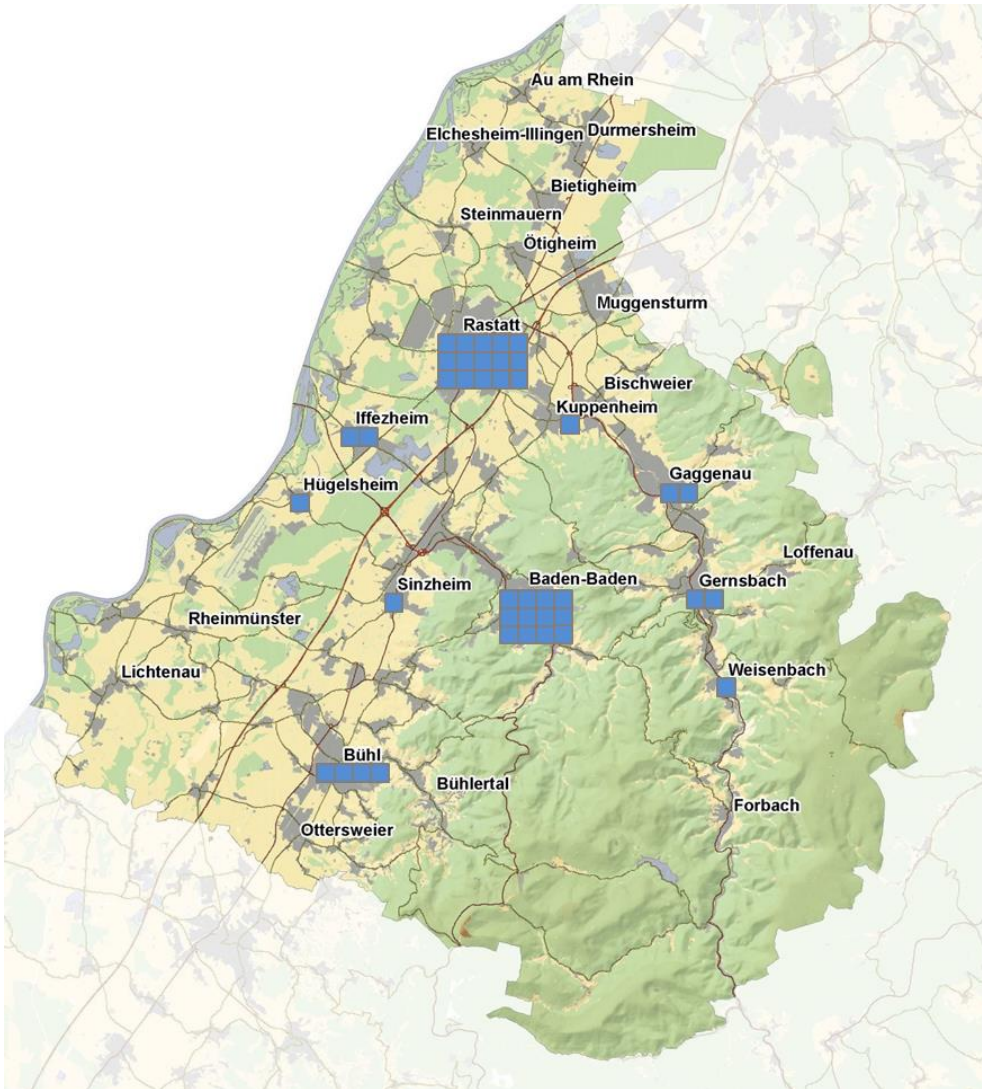 Au am Rhein
Elchesheim-Illingen
Durmersheim
Bietigheim
Steinmauern
Ötigheim
Muggensturm
Rastatt
Bischweier
Kuppenheim
Iffezheim
Gaggenau
Hügelsheim
Loffenau
Baden-Baden
Gernsbach
Sinzheim
Rheinmünster
Lichtenau
Weisenbach
Bühl
Bühlertal
Forbach
Ottersweier